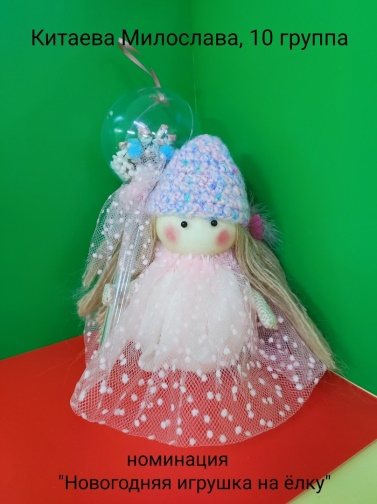 Китаева Милослава, 10 группа
номинация
"Новогодняя игрушка на ёлку"